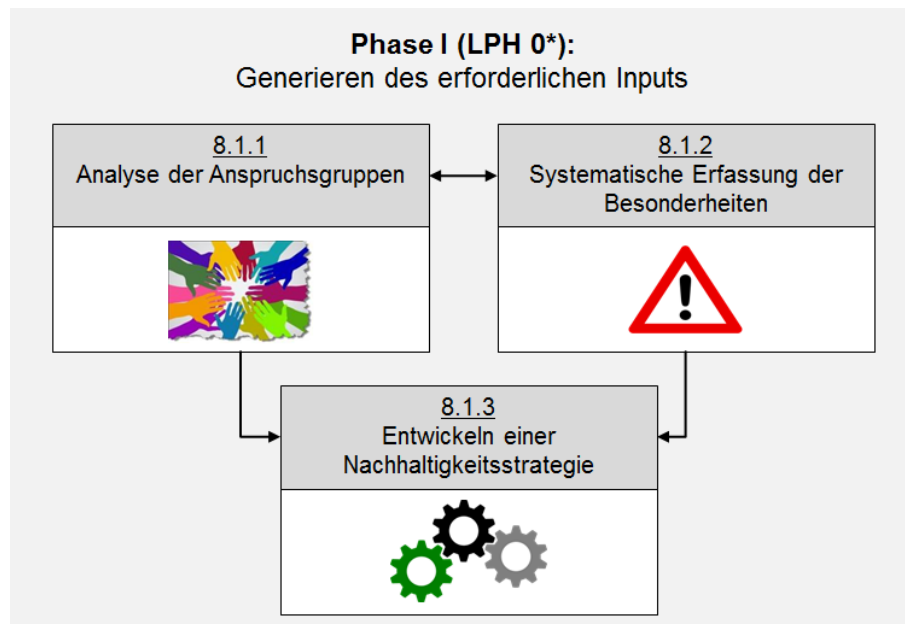 Phase I (LPH 0*):
Generieren des erforderlichen Inputs
8.1.1
Analyse der Anspruchsgruppen
8.1.2
Systematische Erfassung der
Besonderheiten
8.1.3
Entwickeln einer
Nachhaltigkeitsstrategie